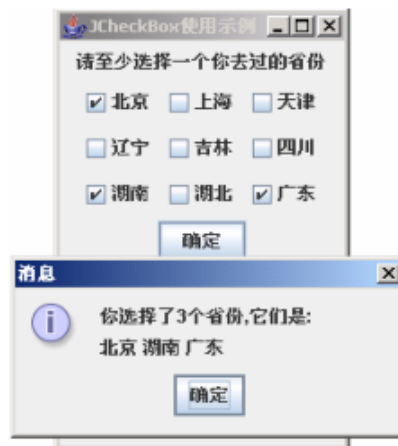 JCheckBox使用示例
请至少选择一个你去过的省份
北京 上海 天津
辽宁 吉林 四川
湖南 湖北 广东
确定
消息
你选择了3个省份,它们是:
北京 湖南 广东
确定